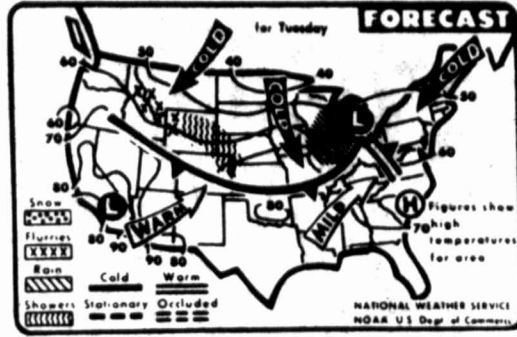 FORECAST
for Tuesday
COLD
COLD
COLD
50
40
40
60
60
70
80
50
60
L
L
H
70
80
WARM
MILD
80
90
90
80
Figures show
high
temperatures
for area
Snow
Flurries
XXXX
Rain
Showers
Cold
Warm
Stationary
Occluded
NATIONAL WEATHER SERVICE
NOAA U S Dept of Commerce